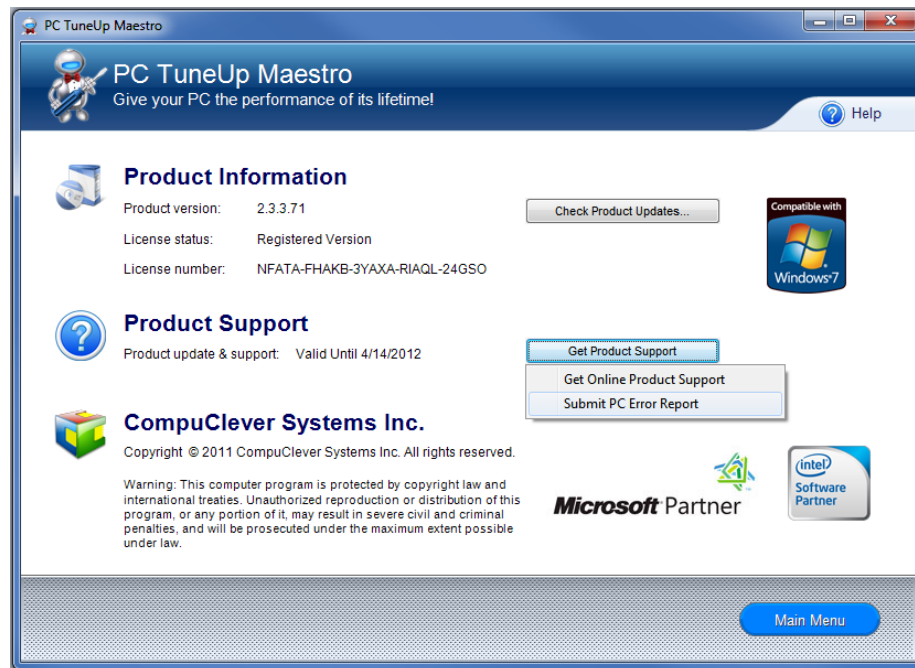 PC TuneUp Maestro
PC TuneUp Maestro
Give your PC the performance of its lifetime!
Help
Product Information
Product version: 2.3.3.71
Check Product Updates...
License status: Registered Version
License number: NFATA-FHAKB-3YAXA-RIAQL-24GSO
Compatible with
Windows®7
Product Support
Product update & support: Valid Until 4/14/2012
Get Product Support
Get Online Product Support
Submit PC Error Report
CompuClever Systems Inc.
Copyright © 2011 CompuClever Systems Inc. All rights reserved.
Warning: This computer program is protected by copyright law and
international treaties. Unauthorized reproduction or distribution of this
program, or any portion of it, may result in severe civil and criminal
penalties, and will be prosecuted under the maximum extent possible
under law.
Microsoft Partner
intel
Software
Partner
Main Menu